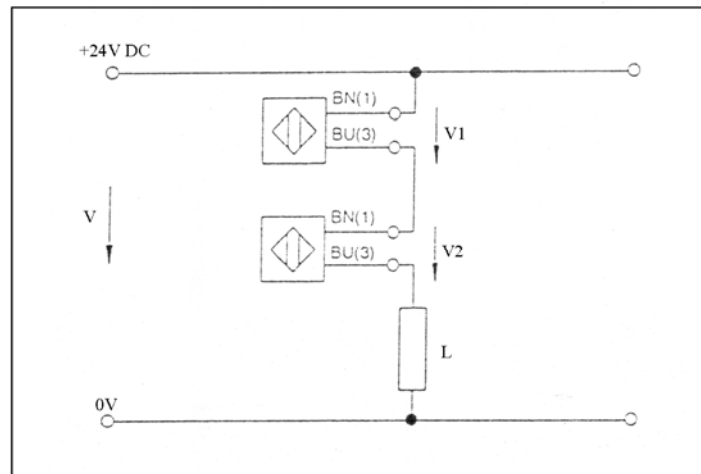 +24V DC
BN(1)
BU(3)
V1
V
BN(1)
BU(3)
V2
L
0V